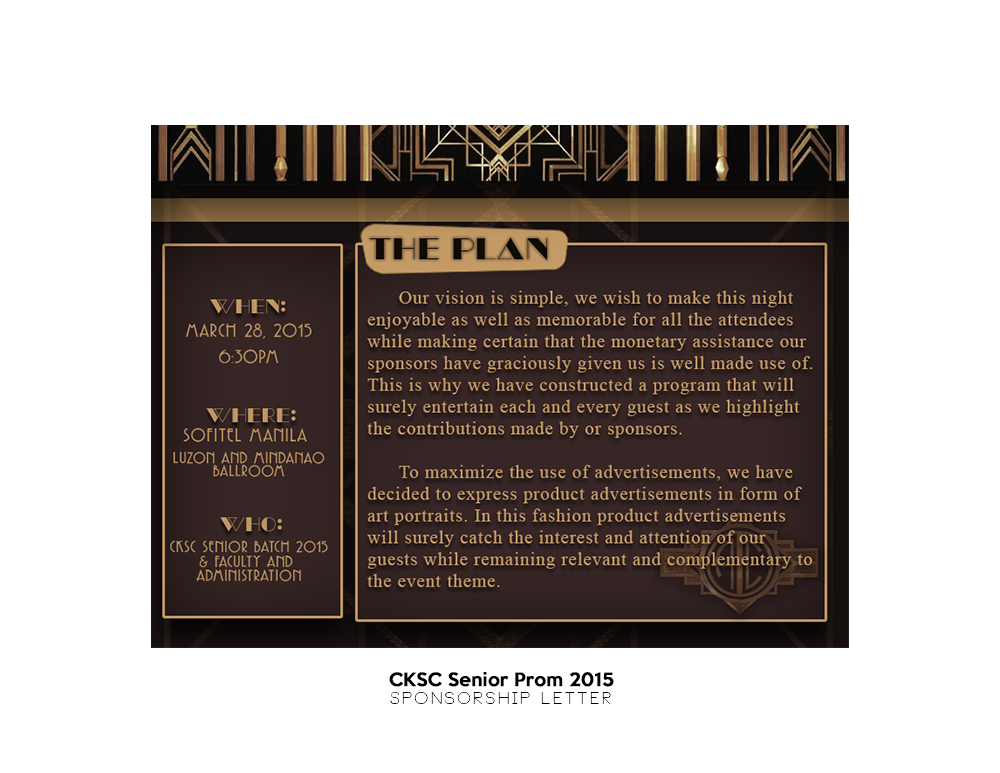 THE PLAN
WHEN:
MARCH 28, 2015
6:30PM
WHERE:
SOFITEL MANILA
LUZON AND MINDANAO
BALLROOM
WHO:
CKSC SENIOR BATCH 2015
& FACULTY AND
ADMINISTRATION
Our vision is simple, we wish to make this night
enjoyable as well as memorable for all the attendees
while making certain that the monetary assistance our
sponsors have graciously given us is well made use of.
This is why we have constructed a program that will
surely entertain each and every guest as we highlight
the contributions made by or sponsors.
To maximize the use of advertisements, we have
decided to express product advertisements in form of
art portraits. In this fashion product advertisements
will surely catch the interest and attention of our
guests while remaining relevant and complementary to
the event theme.
CKSC Senior Prom 2015
SPONSORSHIP LETTER